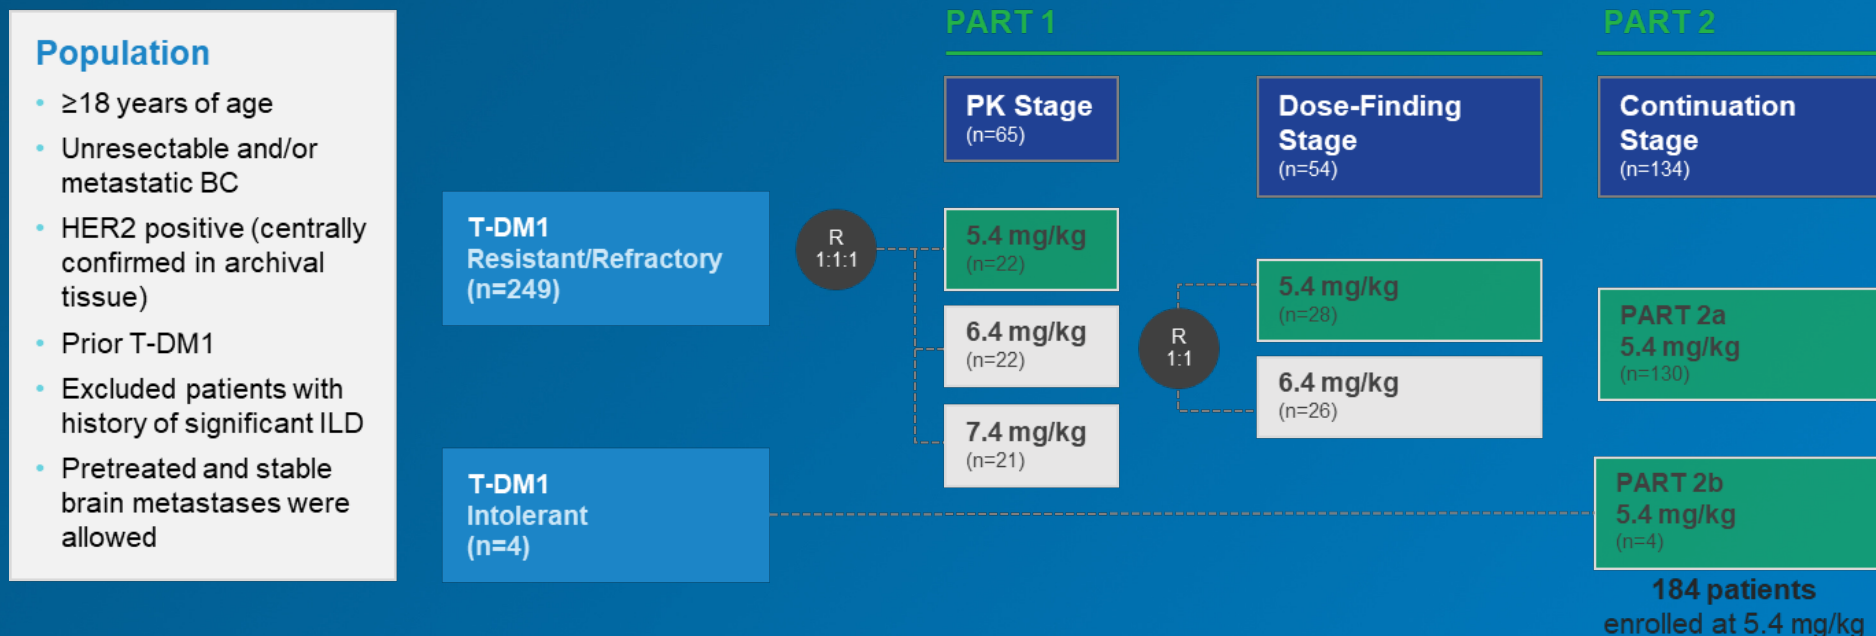 Population
• ≥18 years of age
• Unresectable and/or
metastatic BC
• HER2 positive (centrally
confirmed in archival
tissue)
• Prior T-DM1
• Excluded patients with
history of significant ILD
• Pretreated and stable
brain metastases were
allowed
T-DM1
Resistant/Refractory
(n=249)
T-DM1
Intolerant
(n=4)
PART 1
PK Stage
(n=65)
R
1:1:1
5.4 mg/kg
(n=22)
6.4 mg/kg
(n=22)
7.4 mg/kg
(n=21)
Dose-Finding
Stage
(n=54)
R
1:1
5.4 mg/kg
(n=28)
6.4 mg/kg
(n=26)
PART 2
Continuation
Stage
(n=134)
PART 2a
5.4 mg/kg
(n=130)
PART 2b
5.4 mg/kg
(n=4)
184 patients
enrolled at 5.4 mg/kg